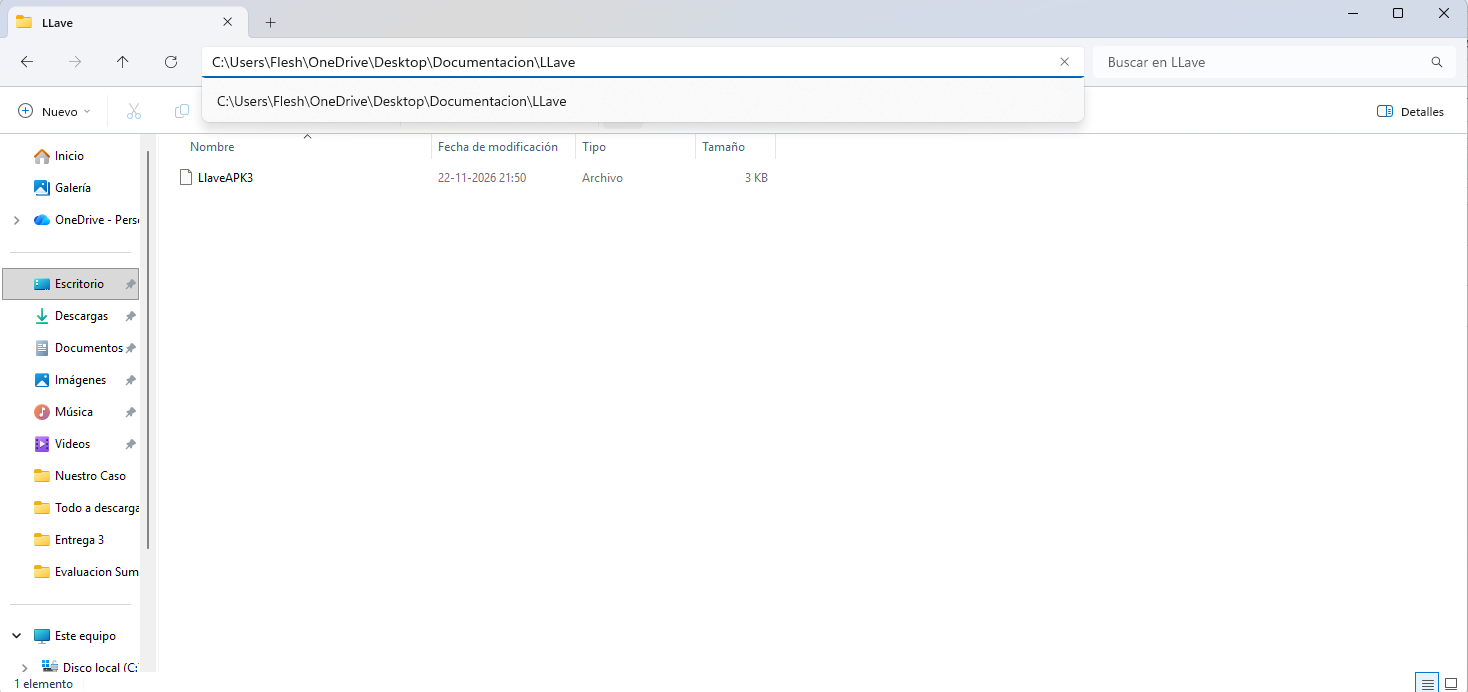 LLave
C:\Users\Flesh\OneDrive\Desktop\Documentacion\LLave
Buscar en LLave
C:\Users\Flesh\OneDrive\Desktop\Documentacion\LLave
Nuevo
Detalles
Nombre
Fecha de modificación
Tipo
Tamaño
LlaveAPK3
22-11-2026 21:50
Archivo
3 KB
Inicio
Galería
OneDrive - Pers
Escritorio
Descargas
Documentos
Imágenes
Música
Videos
Nuestro Caso
Todo a descarga
Entrega 3
Evaluacion Sum
Este equipo
Disco local (C:
1 elemento